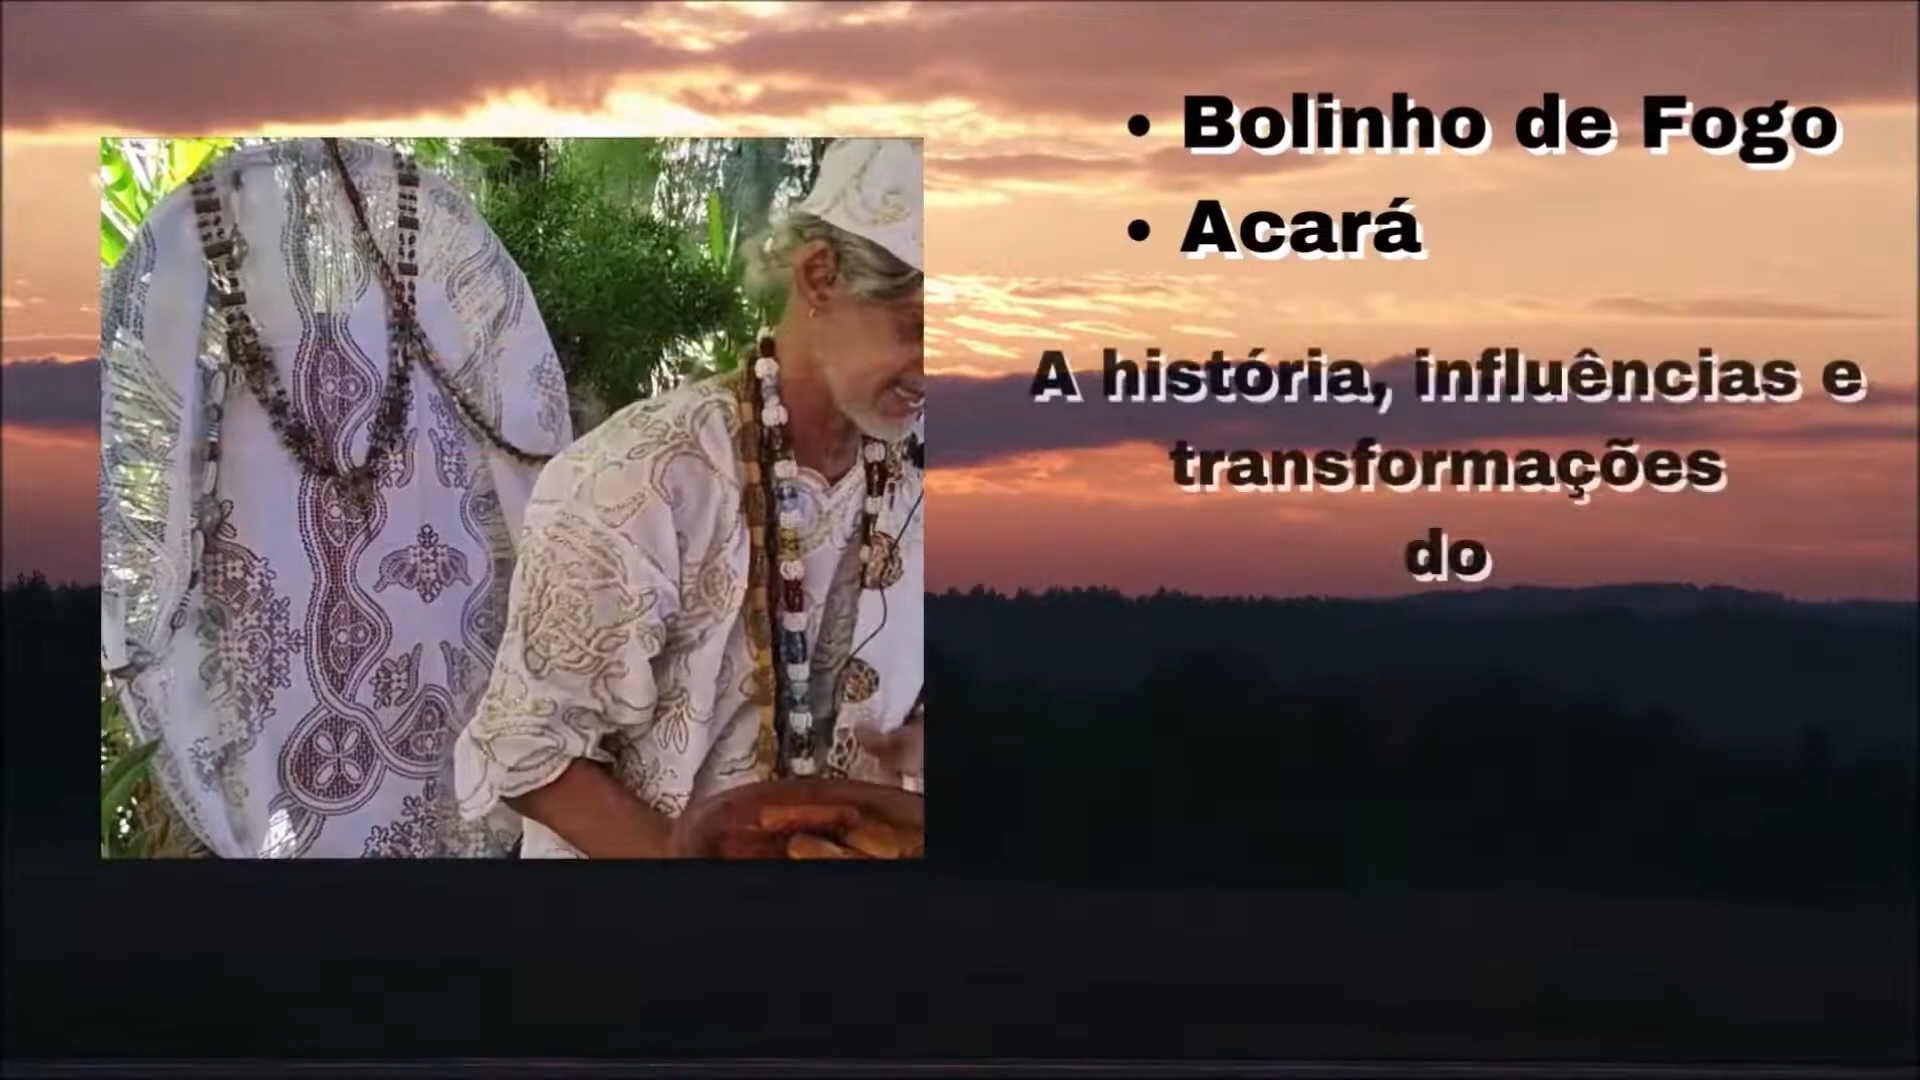 • Bolinho de Fogo
• Acará
A história, influências e
transformações
do